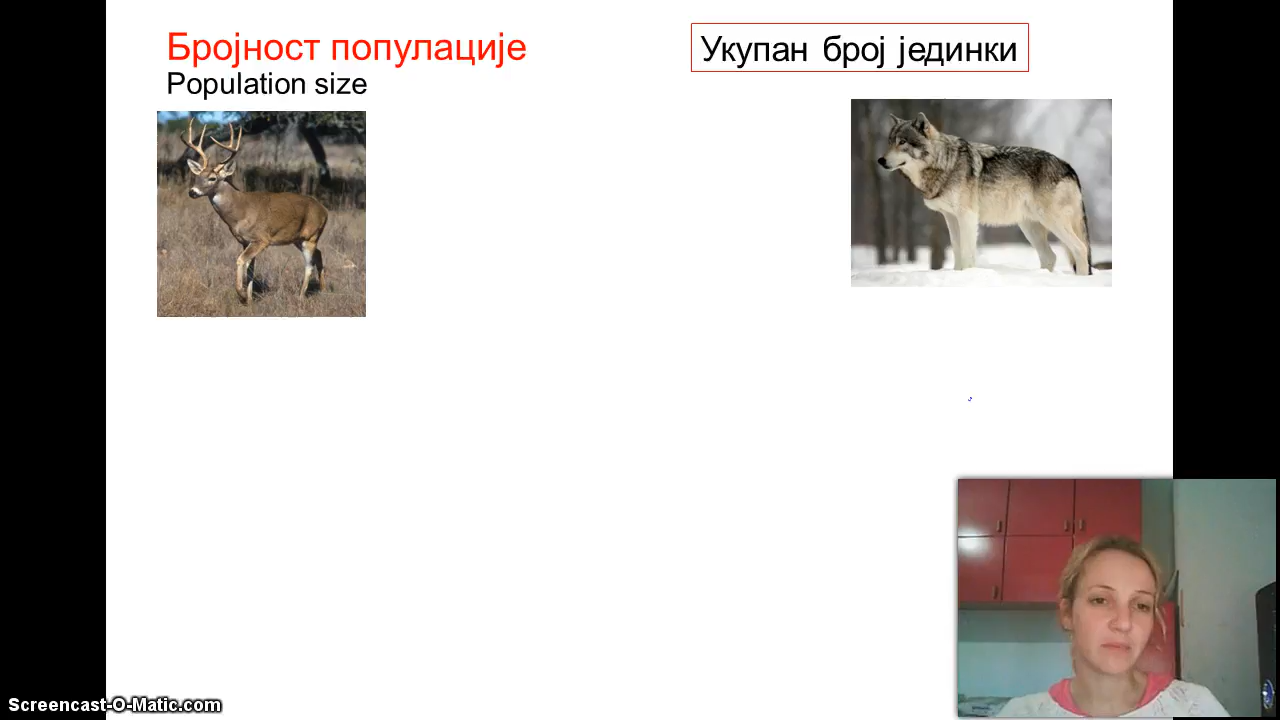 Бројност популације
Population size
Укупан број јединки
Screencast-O-Matic.com